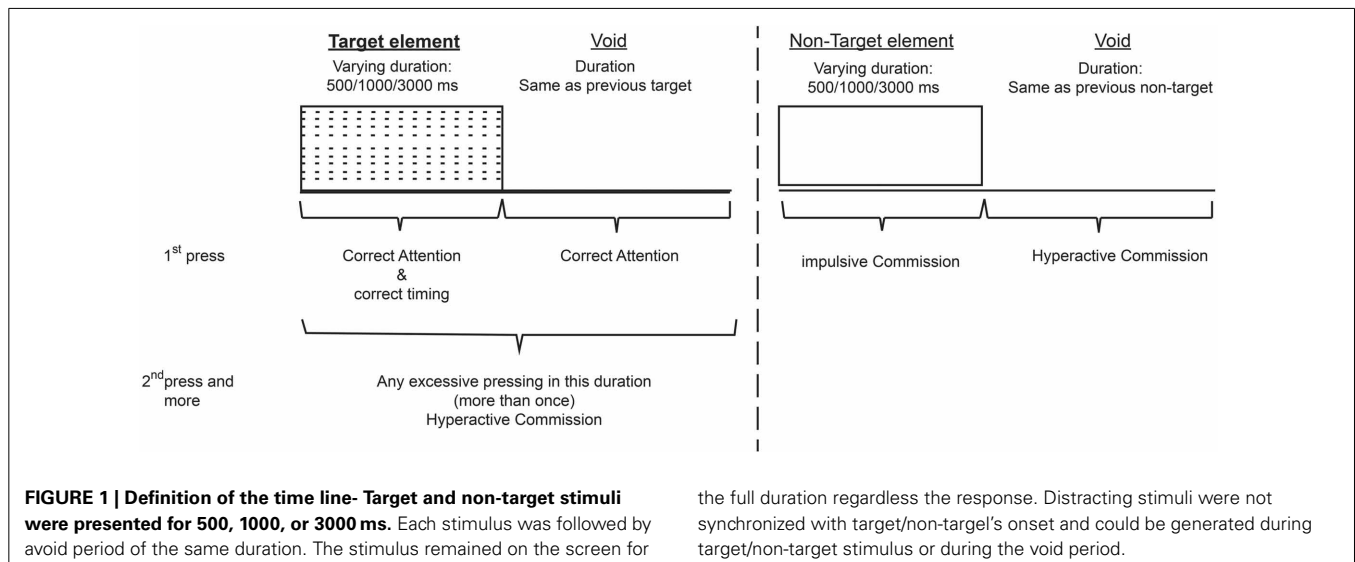 Target element
Void
Non-Target element
Void
Varying duration:
500/1000/3000 ms
Duration
Same as previous target
Varying duration:
500/1000/3000 ms
Duration:
Same as previous non-target
1st press
Correct Attention
&
correct timing
Correct Attention
impulsive Commission
Hyperactive Commission
2nd press and
more
Any excessive pressing in this duration
(more than once)
Hyperactive Commission
FIGURE 1 | Definition of the time line- Target and non-target stimuli
were presented for 500, 1000, or 3000 ms. Each stimulus was followed by
avoid period of the same duration. The stimulus remained on the screen for
the full duration regardless the response. Distracting stimuli were not
synchronized with target/non-targel's onset and could be generated during
target/non-target stimulus or during the void period.